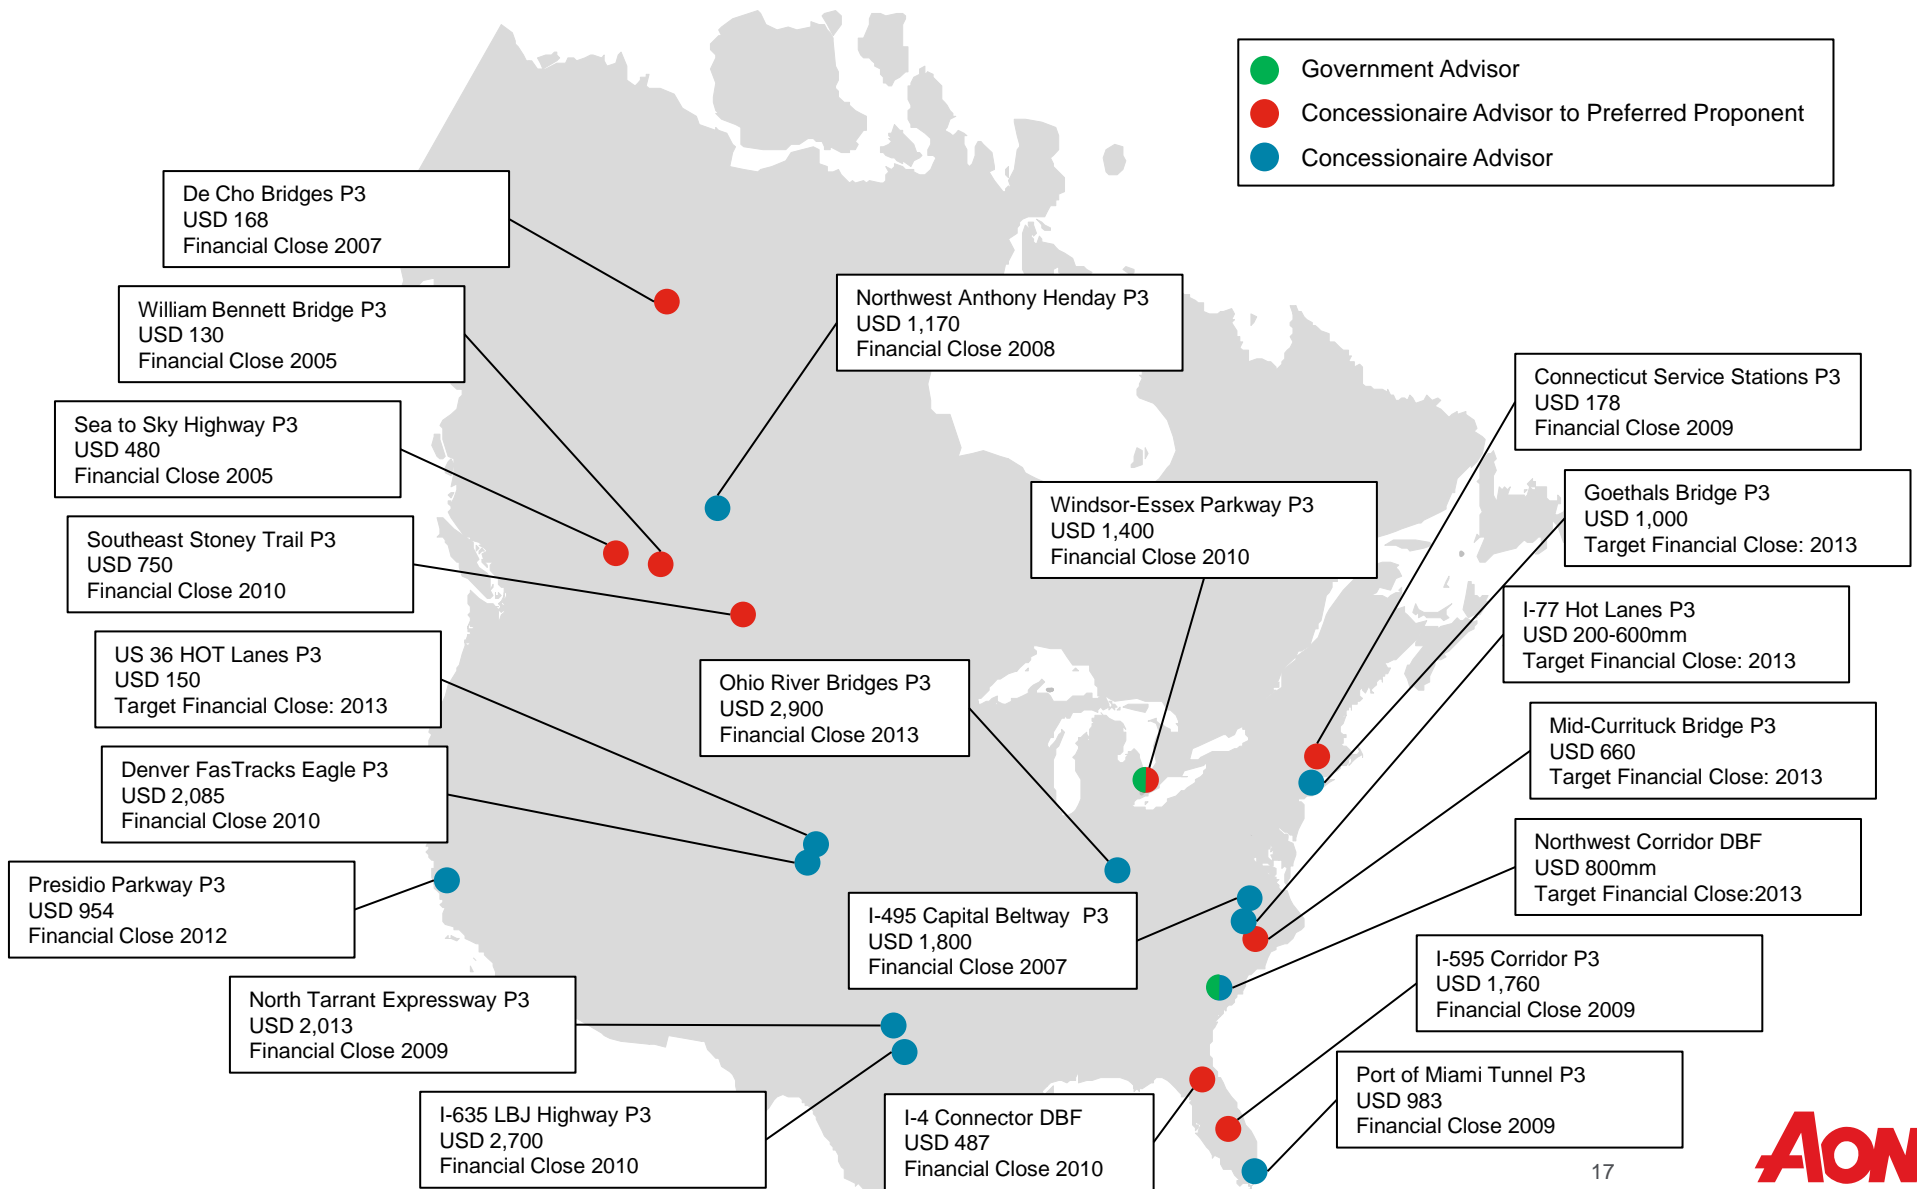 Government Advisor
Concessionaire Advisor to Preferred Proponent
Concessionaire Advisor
De Cho Bridges P3
USD 168
Financial Close 2007
William Bennett Bridge P3
USD 130
Financial Close 2005
Northwest Anthony Henday P3
USD 1,170
Financial Close 2008
Connecticut Service Stations P3
USD 178
Financial Close 2009
Sea to Sky Highway P3
USD 480
Financial Close 2005
Windsor-Essex Parkway P3
USD 1,400
Financial Close 2010
Goethals Bridge P3
USD 1,000
Target Financial Close: 2013
Southeast Stoney Trail P3
USD 750
Financial Close 2010
I-77 Hot Lanes P3
USD 200-600mm
Target Financial Close: 2013
US 36 HOT Lanes P3
USD 150
Target Financial Close: 2013
Ohio River Bridges P3
USD 2,900
Financial Close 2013
Mid-Currituck Bridge P3
USD 660
Target Financial Close: 2013
Denver FasTracks Eagle P3
USD 2,085
Financial Close 2010
Northwest Corridor DBF
USD 800mm
Target Financial Close:2013
Presidio Parkway P3
USD 954
Financial Close 2012
I-495 Capital Beltway  P3
USD 1,800
Financial Close 2007
I-595 Corridor P3
USD 1,760
Financial Close 2009
North Tarrant Expressway P3
USD 2,013
Financial Close 2009
Port of Miami Tunnel P3
USD 983
Financial Close 2009
I-635 LBJ Highway P3
USD 2,700
Financial Close 2010
I-4 Connector DBF
USD 487
Financial Close 2010
17
AON